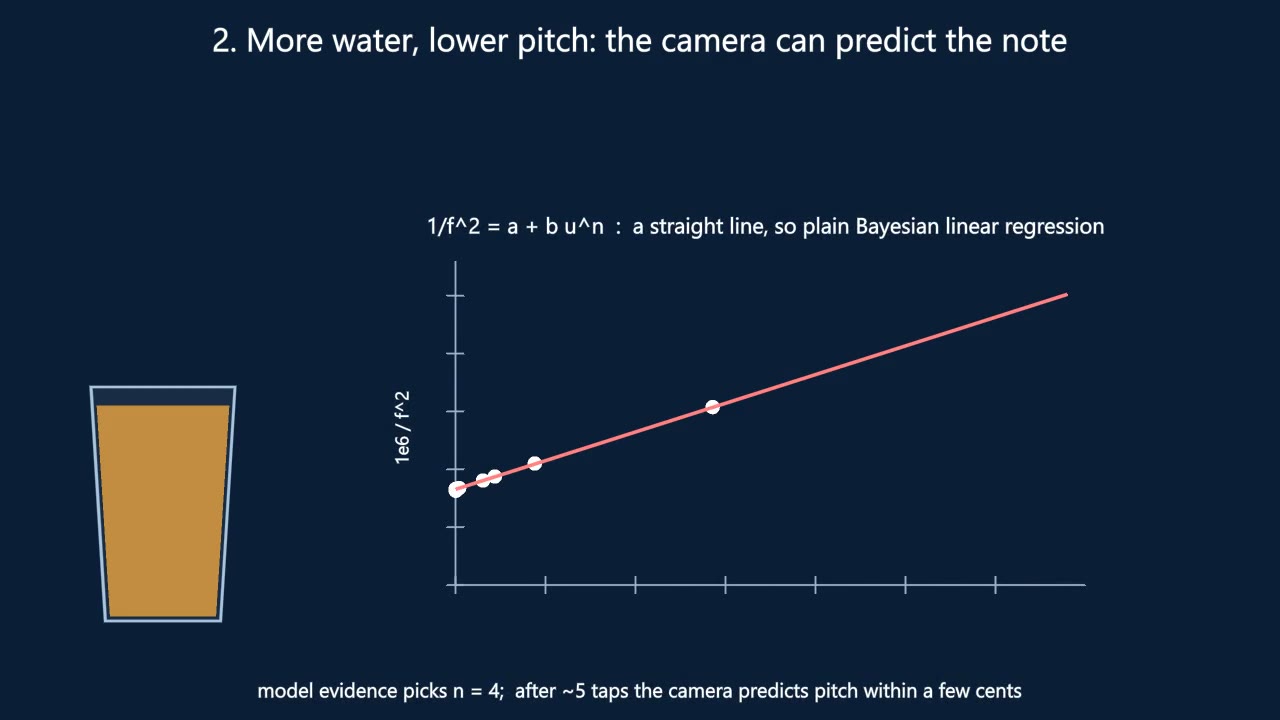 2. More water, lower pitch: the camera can predict the note
1/f^2 = a + b u^n : a straight line, so plain Bayesian linear regression
1e6 / f^2
model evidence picks n = 4; after ~5 taps the camera predicts pitch within a few cents